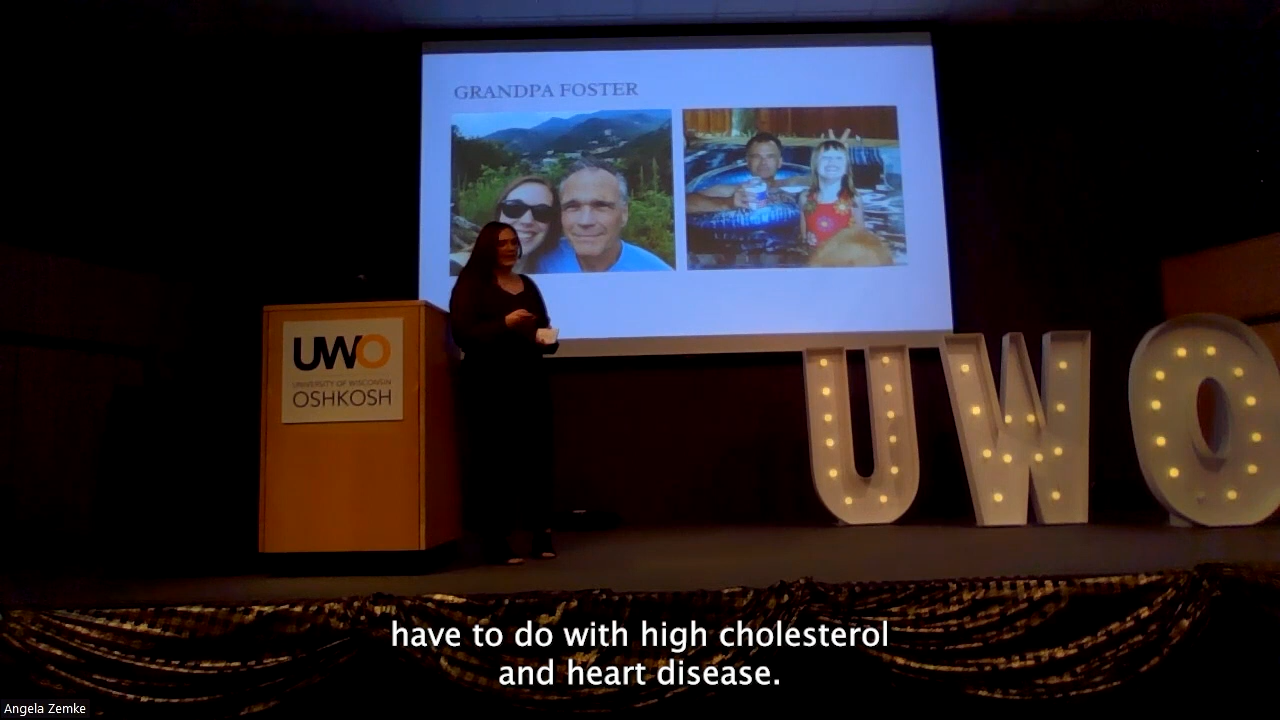 GRANDPA FOSTER
UWO
UNIVERSITY OF WISCONSIN
OSHKOSH
UWO
have to do with high cholesterol
and heart disease.
Angela Zemke